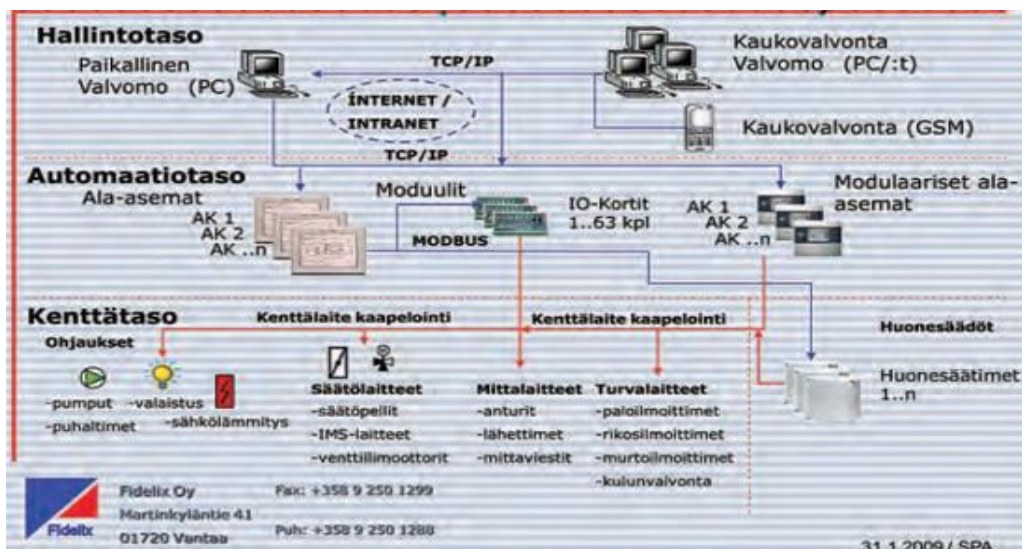 Hallintotaso
Paikallinen
Valvomo (PC)
TCP/IP
Kaukovalvonta
Valvomo (PC/:t)
INTERNET /
INTRANET
Kaukovalvonta (GSM)
TCP/IP
Automaatiotaso
Ala-asemat
AK 1
AK 2
AK ..n
Moduulit
MODBUS
IO-Kortit
1..63 kpl
AK 1
AK 2
AK ..n
Modulaariset ala-
asemat
Kenttätaso
Kenttälaite kaapelointi
Kenttälaite kaapelointi
Huonesäädöt
Ohjaukset
-pumput
-valaistus
-puhaltimet
-sähkölämmitys
Säätölaitteet
-säätöpellit
-IMS-laitteet
-venttiilimoottorit
Mittalaitteet
-anturit
-lähettimet
-mittaviestit
Turvalaitteet
-paloilmoittimet
-rikosilmoittimet
-murtoilmoittimet
-kulunvalvonta
Huonesäätimet
1..n
Fidelix
Fidelix Oy
Martinkyläntie 41
01720 Vantaa
Fax: +358 9 250 1299
Puh: +358 9 250 1288
31.1.2009 / SPA